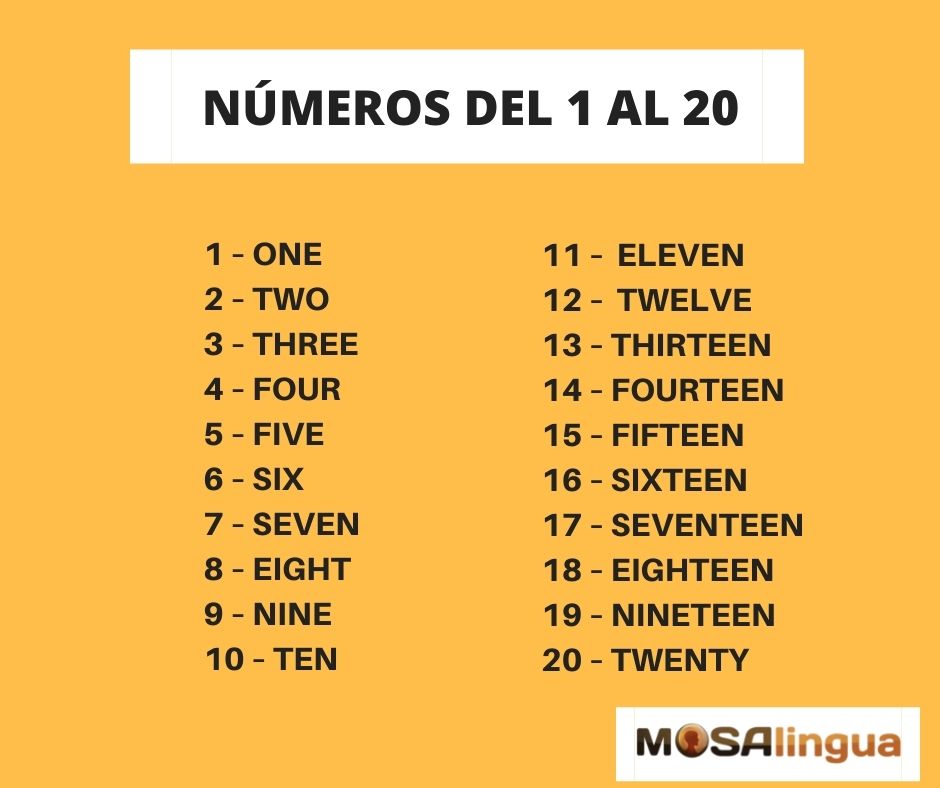 NÚMEROS DEL 1 AL 20
1 – ONE
2 – TWO
3 – THREE
4 – FOUR
5 – FIVE
6 – SIX
7 – SEVEN
8 – EIGHT
9 – NINE
10 – TEN
11 – ELEVEN
12 – TWELVE
13 – THIRTEEN
14 – FOURTEEN
15 – FIFTEEN
16 – SIXTEEN
17 – SEVENTEEN
18 – EIGHTEEN
19 – NINETEEN
20 – TWENTY
MOSAlingua